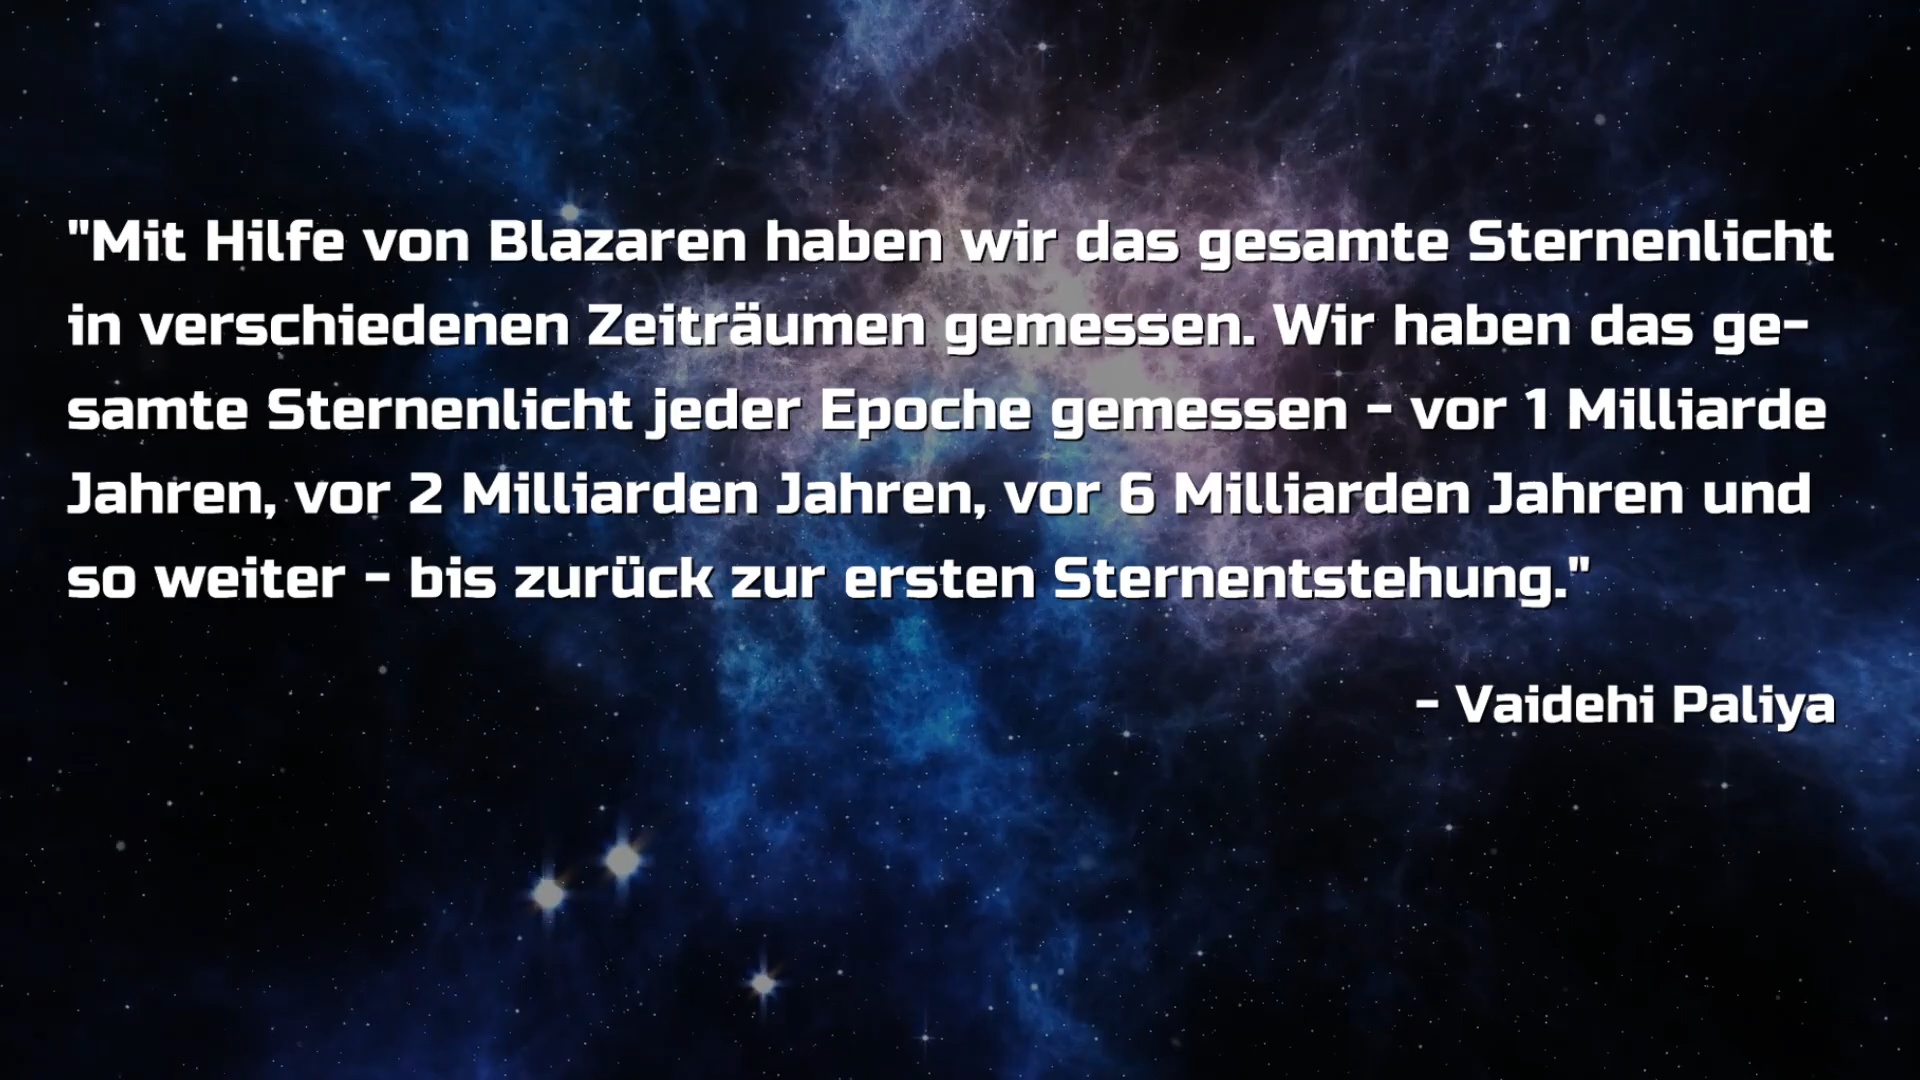 "Mit Hilfe von Blazaren haben wir das gesamte Sternenlicht
in verschiedenen Zeiträumen gemessen. Wir haben das ge-
samte Sternenlicht jeder Epoche gemessen - vor 1 Milliarde
Jahren, vor 2 Milliarden Jahren, vor 6 Milliarden Jahren und
so weiter - bis zurück zur ersten Sternentstehung."
- Vaidehi Paliya